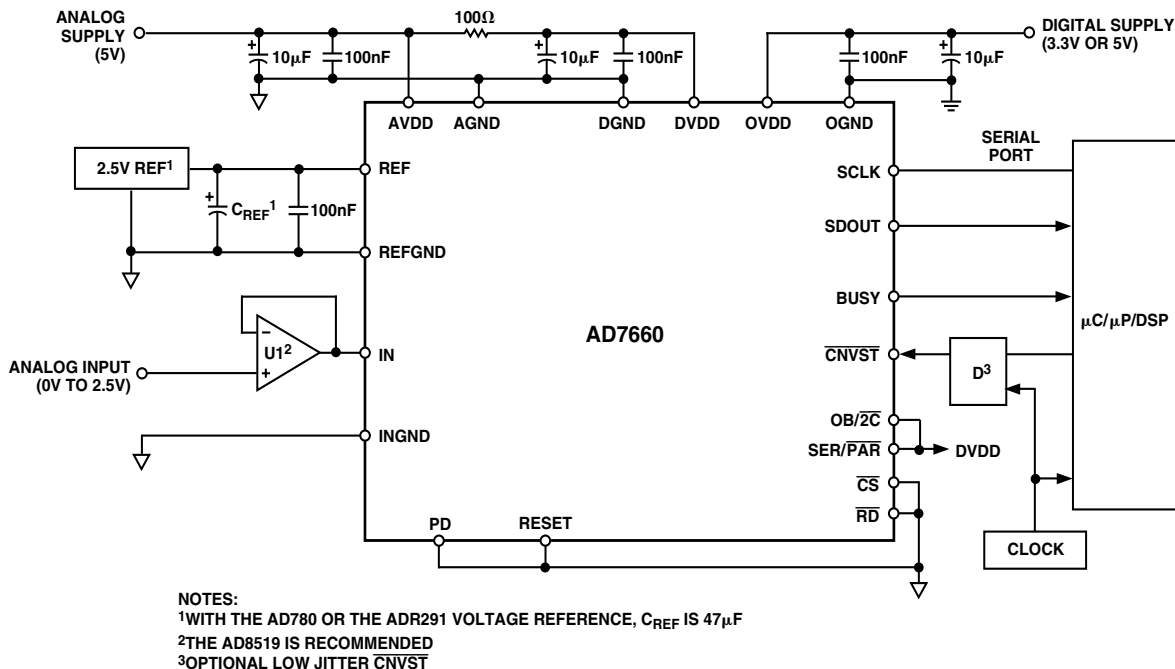 ANALOG
SUPPLY
(5V)
100Ω
DIGITAL SUPPLY
(3.3V OR 5V)
+
10μF
100nF
+
10μF
100nF
100nF
+
10μF
AVDD
AGND
DGND
DVDD
OVDD
OGND
SERIAL
PORT
2.5V REF¹
REF
SCLK
+
C_REF¹
100nF
SDOUT
REFGND
BUSY
μC/μP/DSP
AD7660
–
U1²
+
IN
CNVST
D³
ANALOG INPUT
(0V TO 2.5V)
OB/2C
INGND
SER/PAR
DVDD
CS
RD
PD
RESET
CLOCK
NOTES:
¹WITH THE AD780 OR THE ADR291 VOLTAGE REFERENCE, C_REF IS 47μF
²THE AD8519 IS RECOMMENDED
³OPTIONAL LOW JITTER CNVST